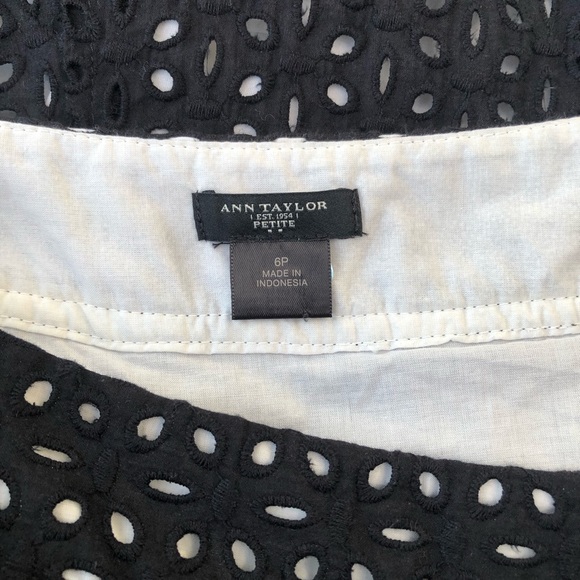 ANN TAYLOR
EST. 1954
PETITE
6P
MADE IN
INDONESIA